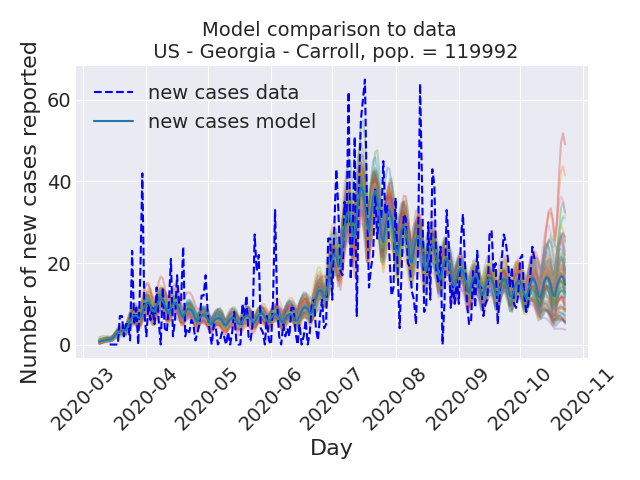 Model comparison to data
US - Georgia - Carroll, pop. = 119992
Number of new cases reported
60
40
20
0
new cases data
new cases model
2020-03
2020-04
2020-05
2020-06
2020-07
2020-08
2020-09
2020-10
2020-11
Day